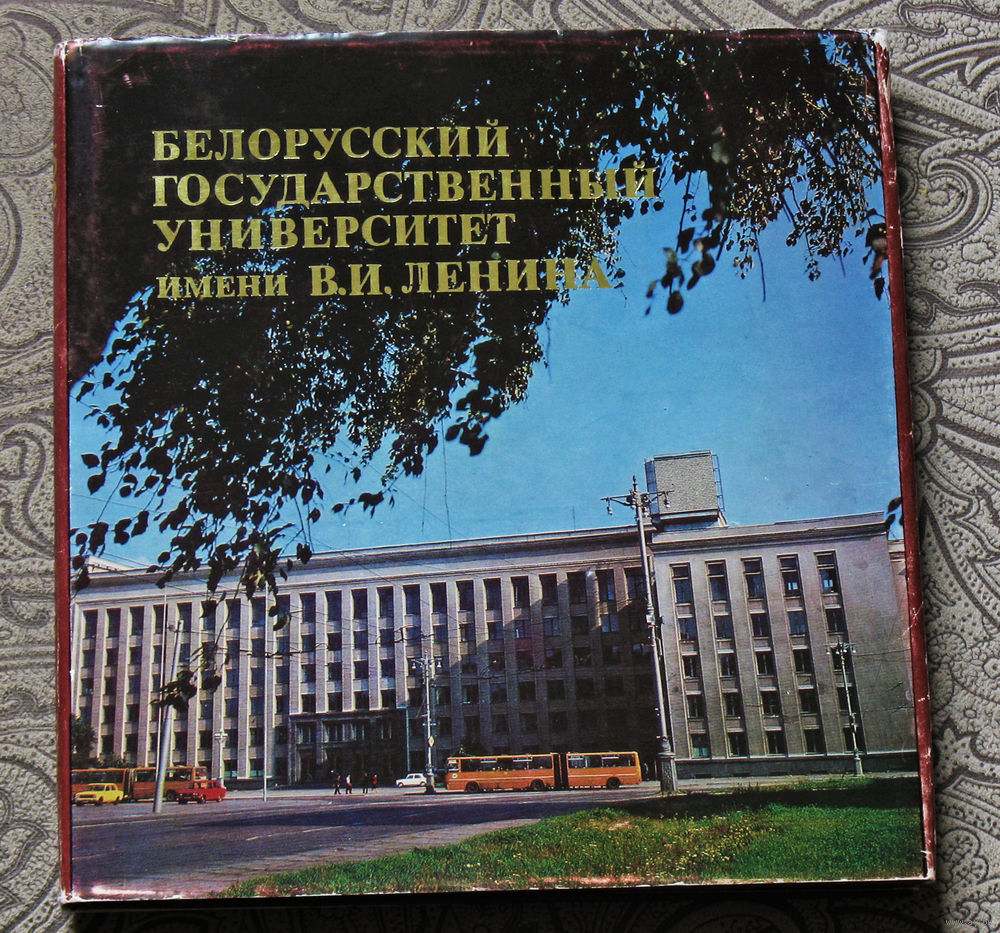 БЕЛОРУССКИЙ
ГОСУДАРСТВЕННЫЙ
УНИВЕРСИТЕТ
ИМЕНИ В.И. ЛЕНИНА